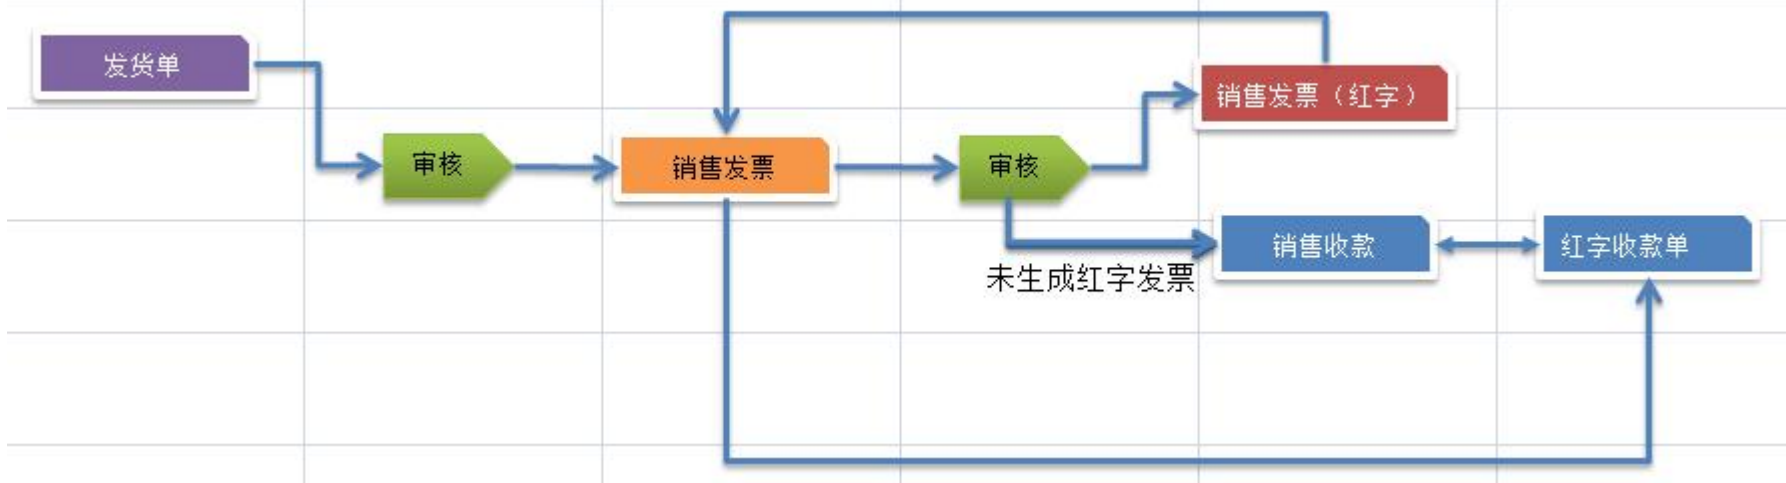 发货单
审核
销售发票
审核
销售发票（红字）
销售收款
红字收款单
未生成红字发票